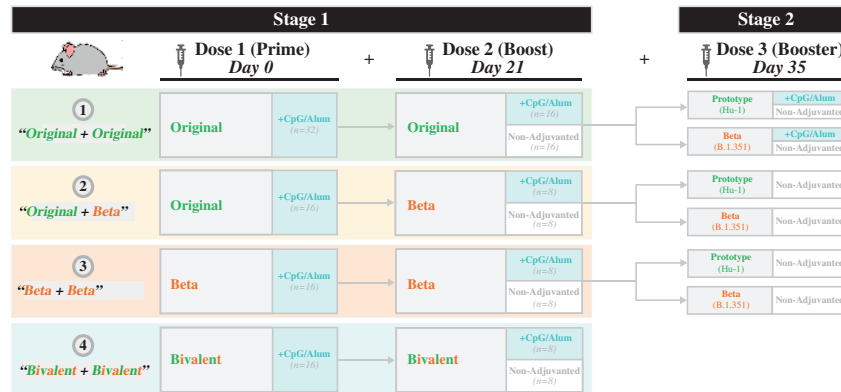 Stage 1
Stage 2
Dose 1 (Prime)
Day 0
+
Dose 2 (Boost)
Day 21
+
Dose 3 (Booster)
Day 35
1
“Original + Original”
Original
+CpG/Alum
(n=32)
Original
+CpG/Alum
(n=16)
Non-Adjuvanted
(n=16)
Prototype
(Hu-1)
+CpG/Alum
Non-Adjuvanted
Beta
(B.1.351)
+CpG/Alum
Non-Adjuvanted
2
“Original + Beta”
Original
+CpG/Alum
(n=16)
Beta
+CpG/Alum
(n=8)
Non-Adjuvanted
(n=8)
Prototype
(Hu-1)
Non-Adjuvanted
Beta
(B.1.351)
Non-Adjuvanted
3
“Beta + Beta”
Beta
+CpG/Alum
(n=16)
Beta
+CpG/Alum
(n=8)
Non-Adjuvanted
(n=8)
Prototype
(Hu-1)
Non-Adjuvanted
Beta
(B.1.351)
Non-Adjuvanted
4
“Bivalent + Bivalent”
Bivalent
+CpG/Alum
(n=16)
Bivalent
+CpG/Alum
(n=8)
Non-Adjuvanted
(n=8)